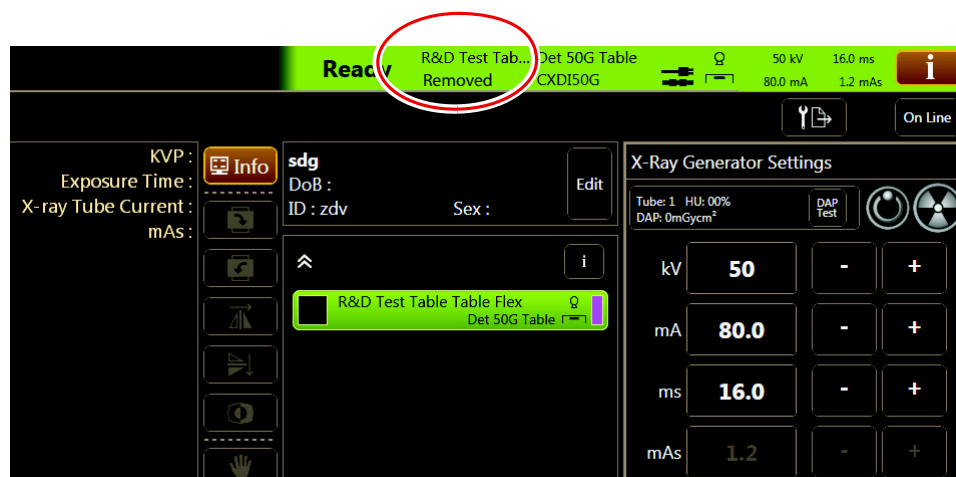 Ready
R&D Test Tab...
Removed
Det 50G Table
CXDI50G
50 kV
16.0 ms
80.0 mA
1.2 mAs
i
On Line
KVP :
Exposure Time :
X-ray Tube Current :
mAs :
Info
sdg
DoB :
ID : zdv
Sex :
Edit
i
R&D Test Table Table Flex
Det 50G Table
X-Ray Generator Settings
Tube: 1 HU: 00%
DAP: 0mGycm²
DAP
Test
kV 50 - +
mA 80.0 - +
ms 16.0 - +
mAs 1.2 - +